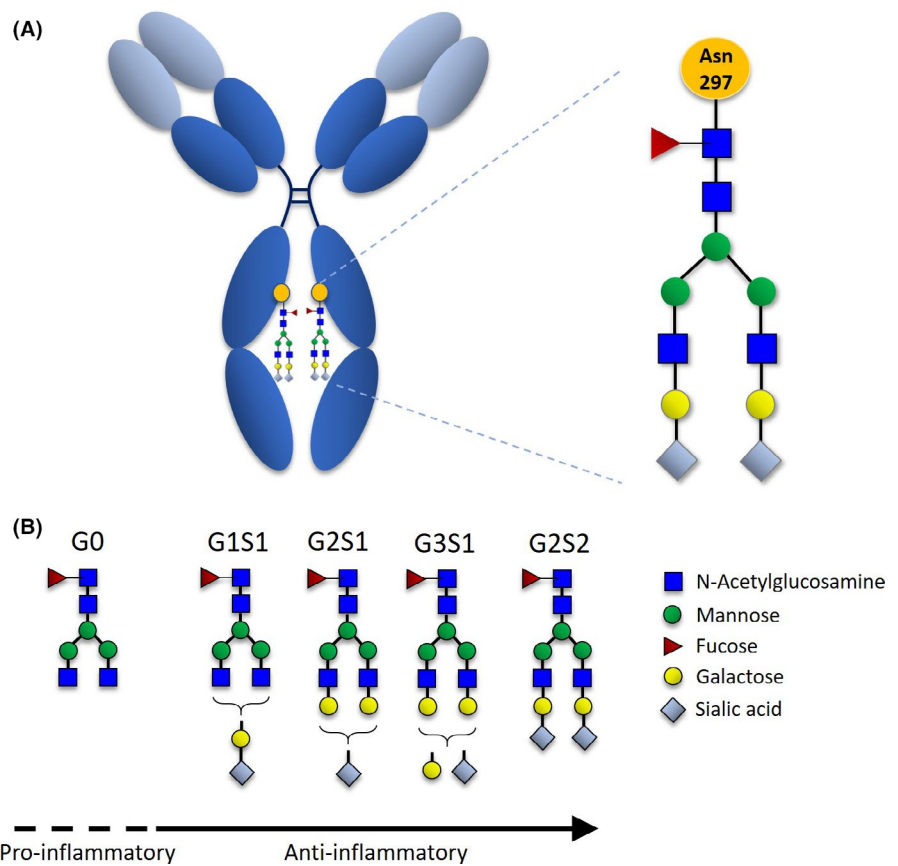 (A)
Asn
297
(B)
G0
G1S1
G2S1
G3S1
G2S2
N-Acetylglucosamine
Mannose
Fucose
Galactose
Sialic acid
Pro-inflammatory
Anti-inflammatory